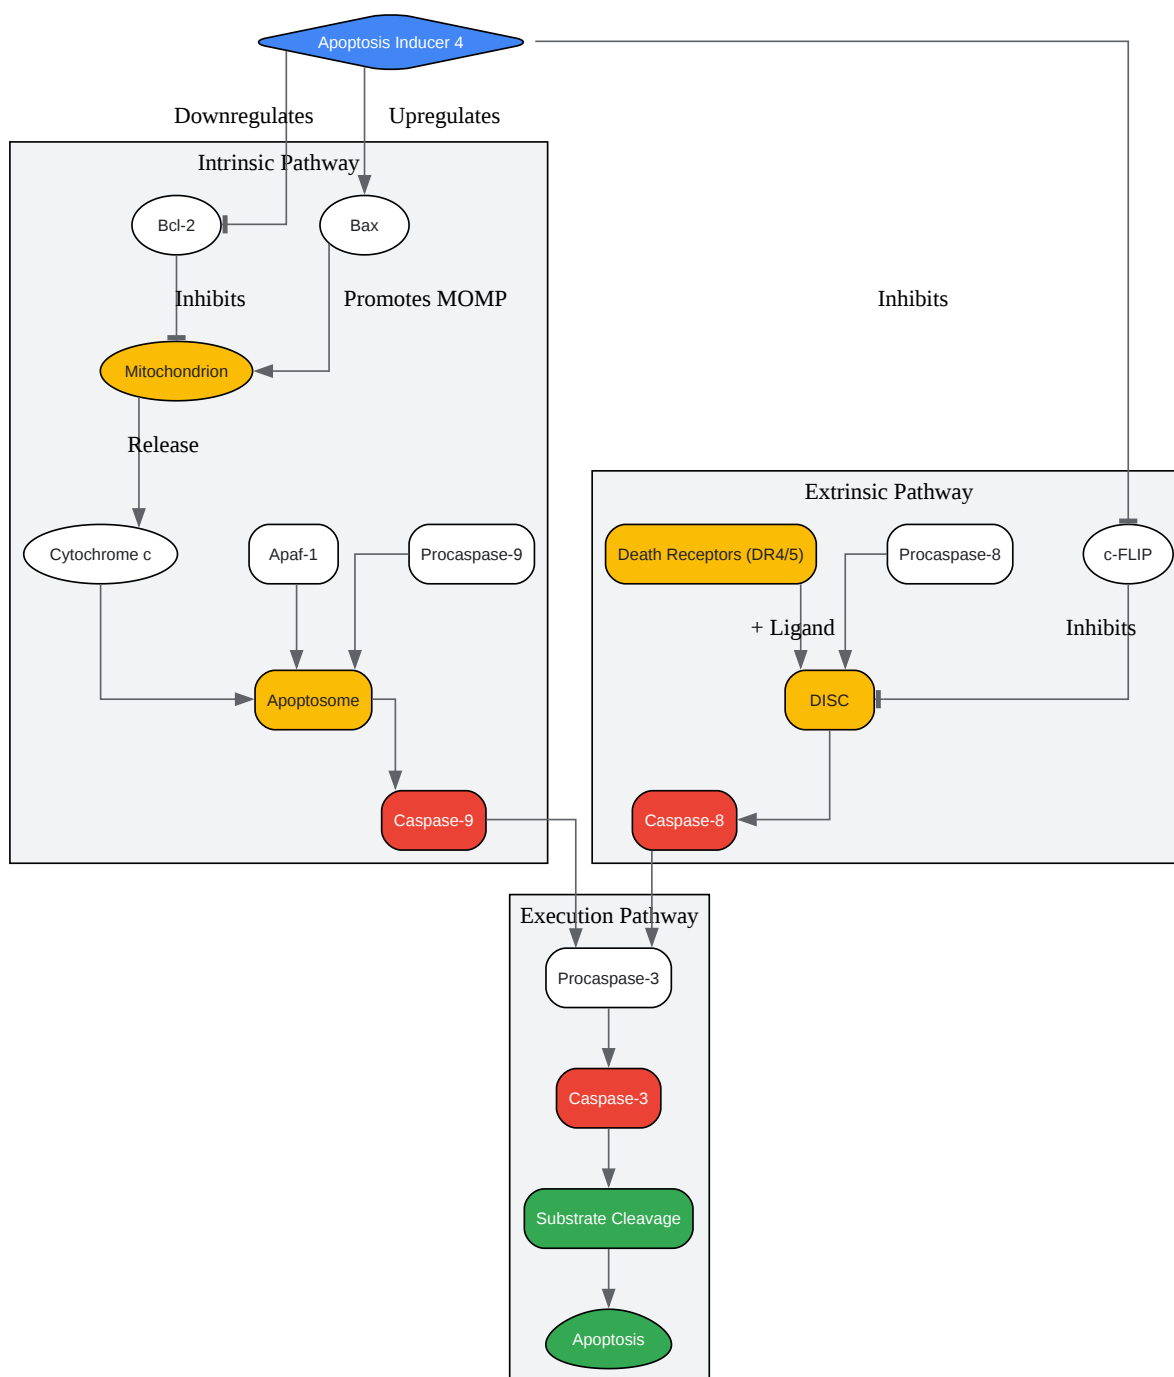 Apoptosis Inducer 4
Downregulates
Upregulates
Intrinsic Pathway
Bcl-2
Bax
Inhibits
Promotes MOMP
Inhibits
Mitochondrion
Release
Extrinsic Pathway
Cytochrome c
Apaf-1
Procaspase-9
Death Receptors (DR4/5)
Procaspase-8
c-FLIP
+ Ligand
Inhibits
Apoptosome
DISC
Caspase-9
Caspase-8
Execution Pathway
Procaspase-3
Caspase-3
Substrate Cleavage
Apoptosis